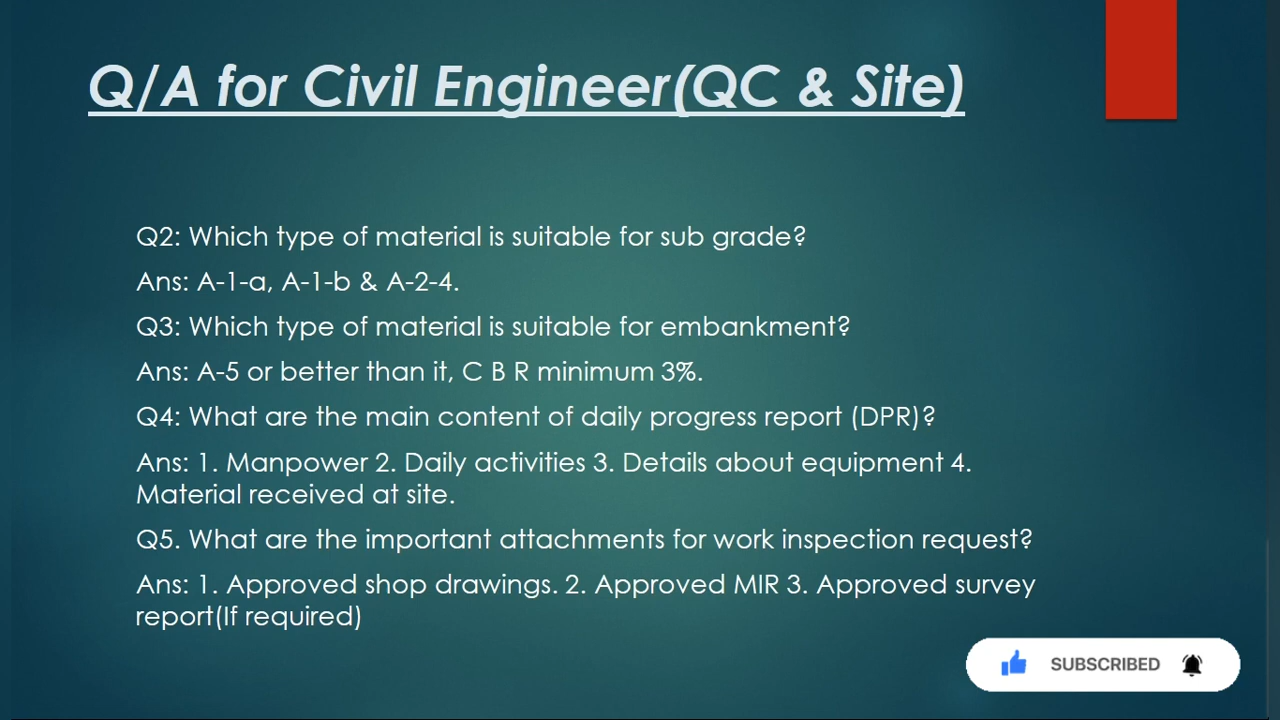 Q/A for Civil Engineer(QC & Site)
Q2: Which type of material is suitable for sub grade?
Ans: A-1-a, A-1-b & A-2-4.
Q3: Which type of material is suitable for embankment?
Ans: A-5 or better than it, C B R minimum 3%.
Q4: What are the main content of daily progress report (DPR)?
Ans: 1. Manpower 2. Daily activities 3. Details about equipment 4.
Material received at site.
Q5. What are the important attachments for work inspection request?
Ans: 1. Approved shop drawings. 2. Approved MIR 3. Approved survey
report(If required)
SUBSCRIBED